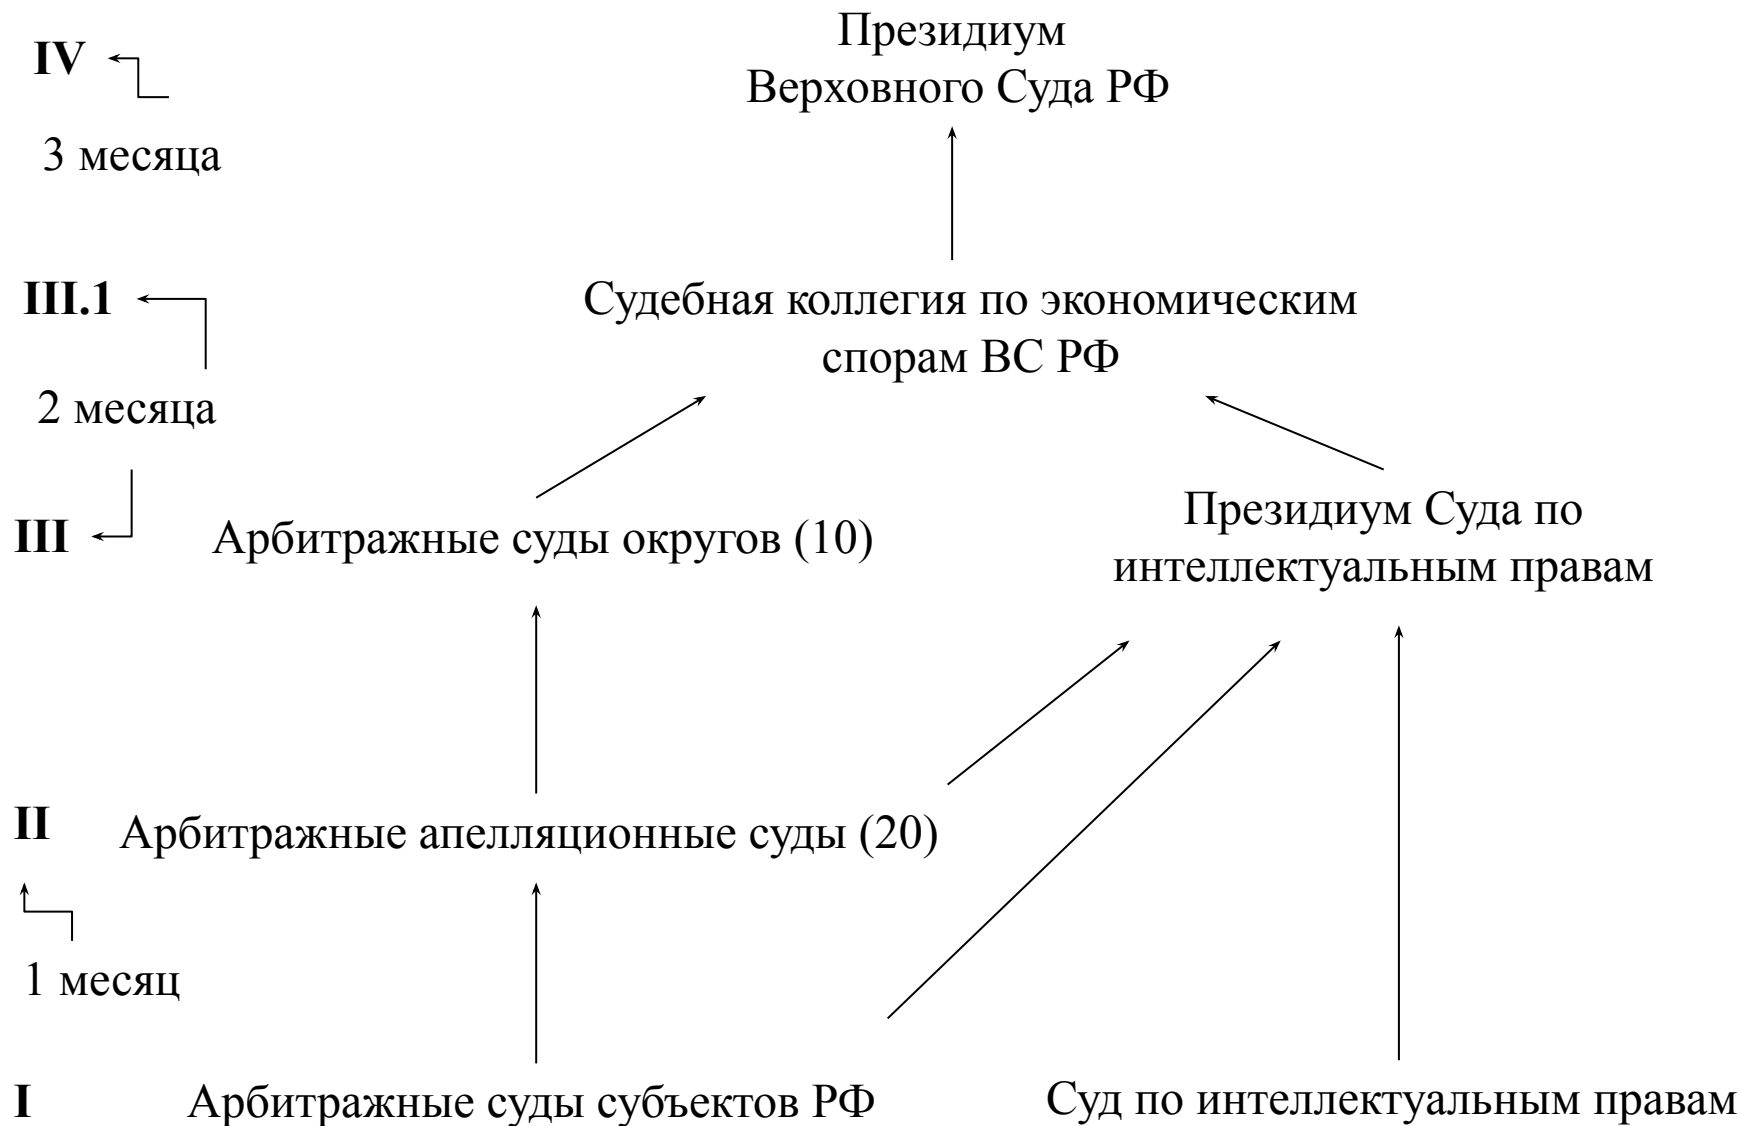 IV
Президиум
Верховного Суда РФ
3 месяца
III.1
Судебная коллегия по экономическим
спорам ВС РФ
2 месяца
III
Арбитражные суды округов (10)
Президиум Суда по
интеллектуальным правам
II
Арбитражные апелляционные суды (20)
1 месяц
I
Арбитражные суды субъектов РФ
Суд по интеллектуальным правам